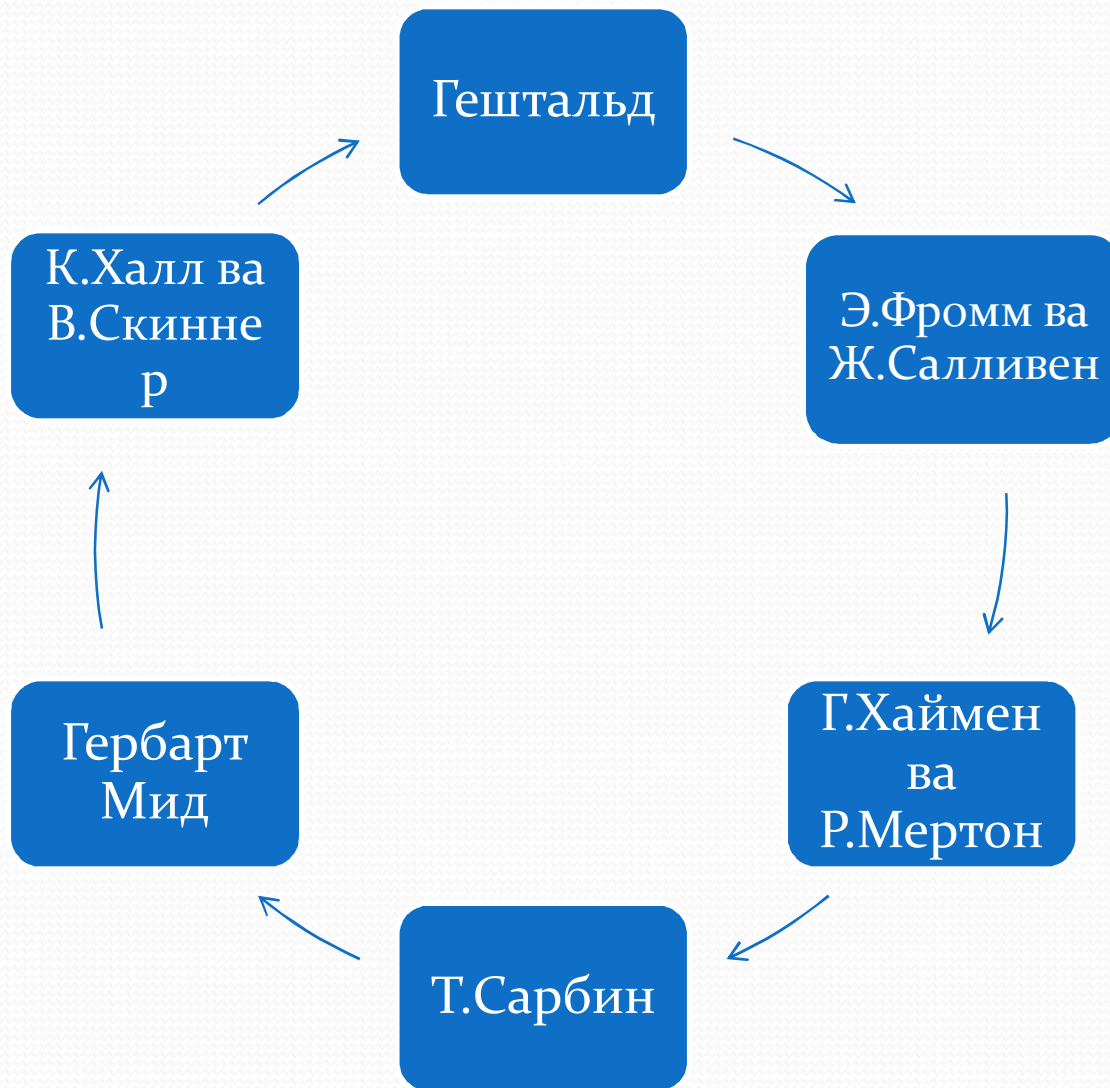 Гештальд
Э.Фромм ва
Ж.Салливен
Г.Хаймен
ва
Р.Мертон
Т.Сарбин
Гербарт
Мид
К.Халл ва
В.Скинне
р